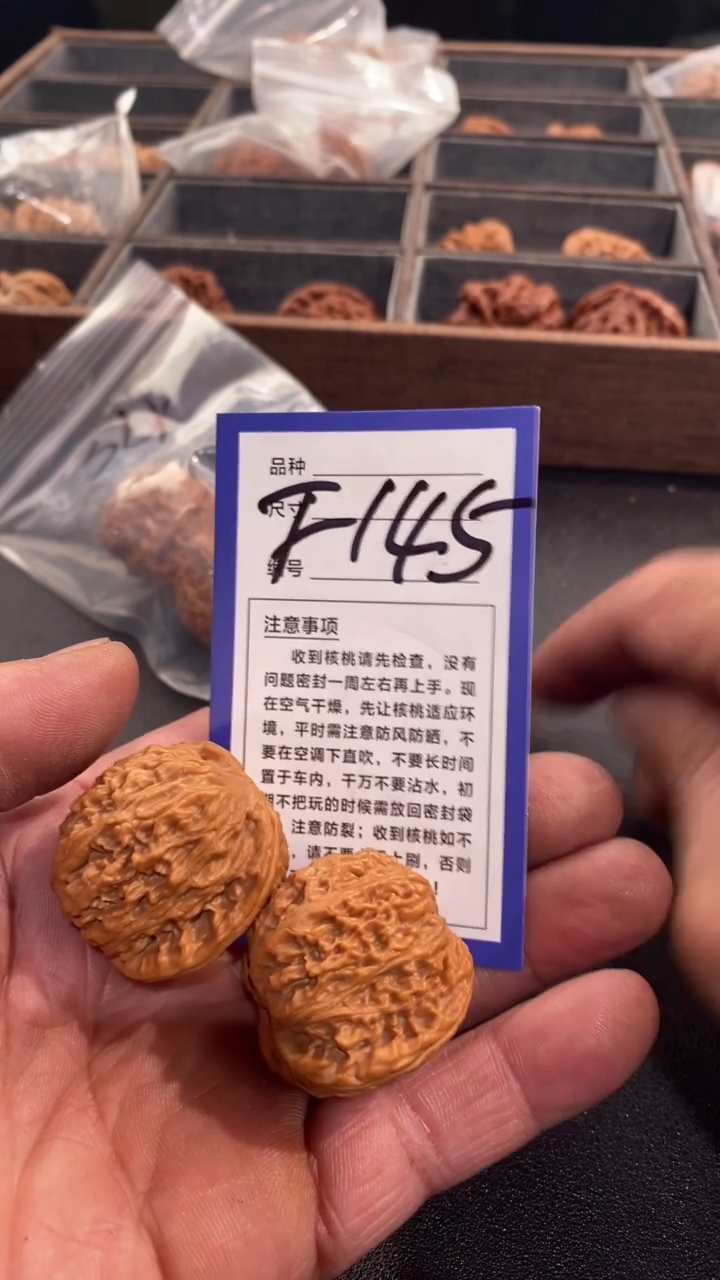 品种
尺寸
F-145
编号
注意事项
收到核桃请先检查，没有
问题密封一周左右再上手。现
在空气干燥，先让核桃适应环
境，平时需注意防风防晒，不
要在空调下直吹，不要长时间
置于车内，千万不要沾水，初
期不把玩的时候需放回密封袋
注意防裂；收到核桃如不
，请不要 上刷，否则
！